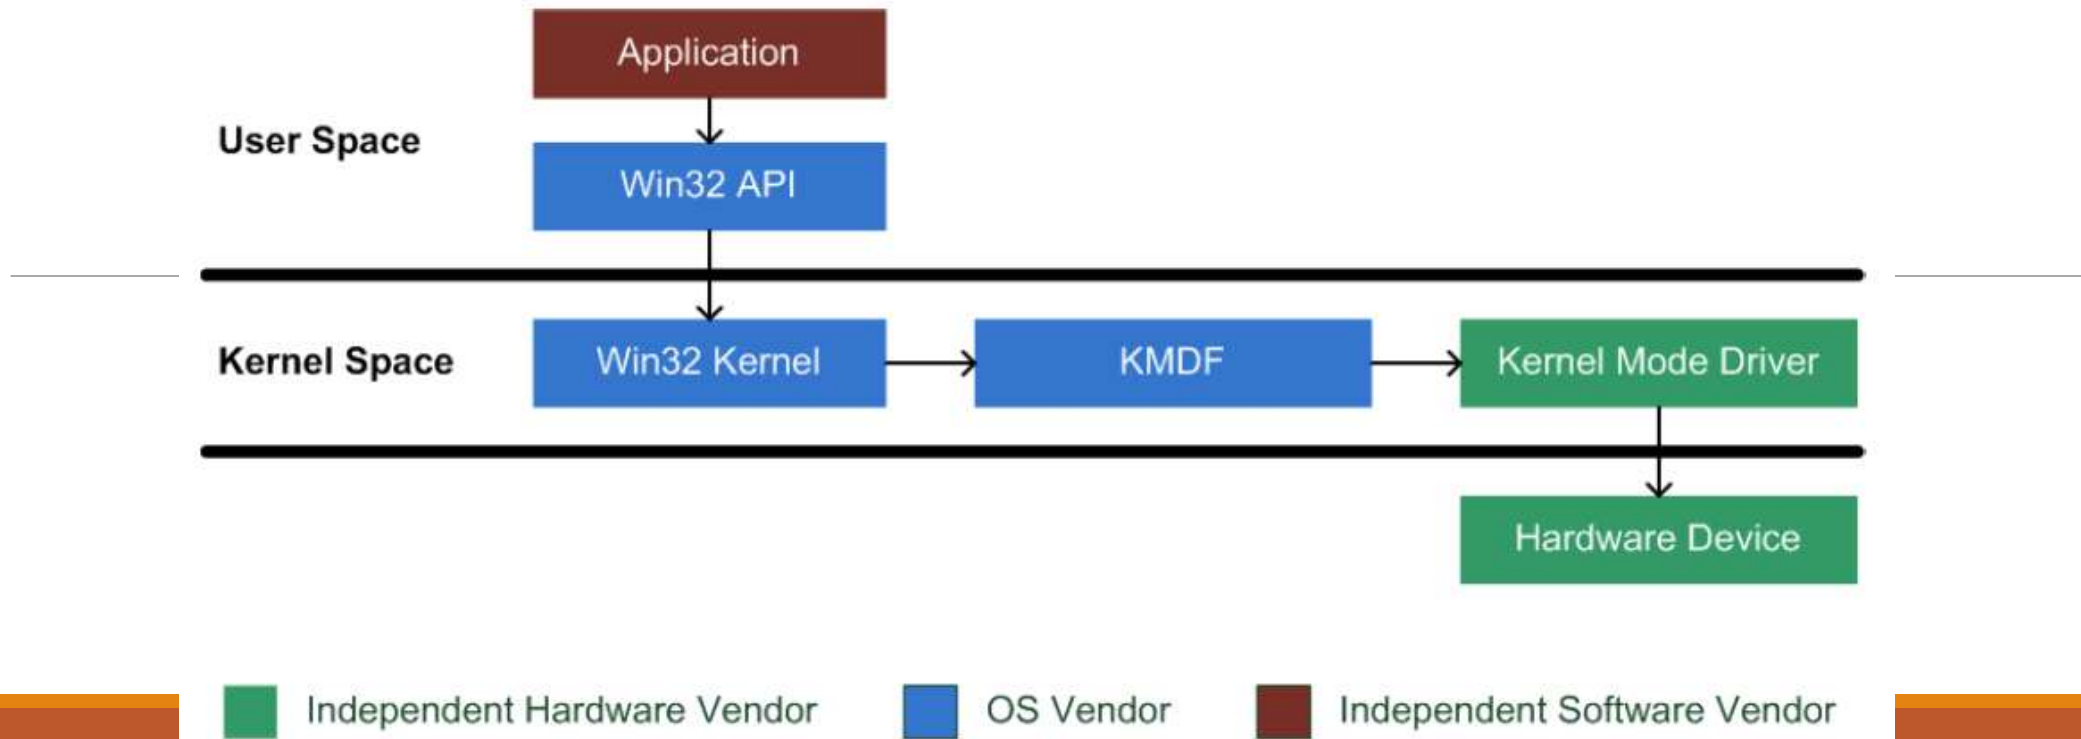 Application
User Space
Win32 API
Kernel Space
Win32 Kernel
KMDF
Kernel Mode Driver
Hardware Device
Independent Hardware Vendor
OS Vendor
Independent Software Vendor